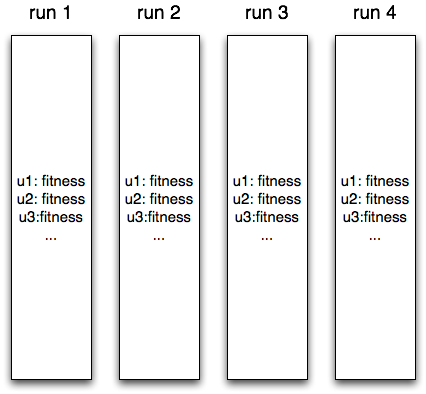 run 1
u1: fitness
u2: fitness
u3:fitness
...
run 2
u1: fitness
u2: fitness
u3:fitness
...
run 3
u1: fitness
u2: fitness
u3:fitness
...
run 4
u1: fitness
u2: fitness
u3:fitness
...